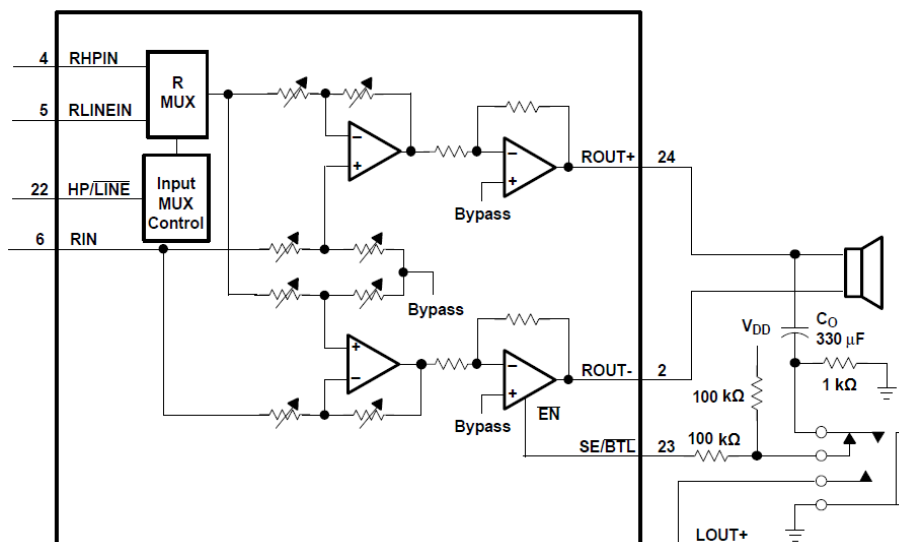 4 RHPIN
R
MUX
5 RLINEIN
22 HP/LINE
Input
MUX
Control
6 RIN
−
+
−
+
Bypass
ROUT+ 24
Bypass
+
−
−
+
Bypass
EN
ROUT- 2
SE/BTL 23
VDD
CO
330 μF
1 kΩ
100 kΩ
100 kΩ
LOUT+